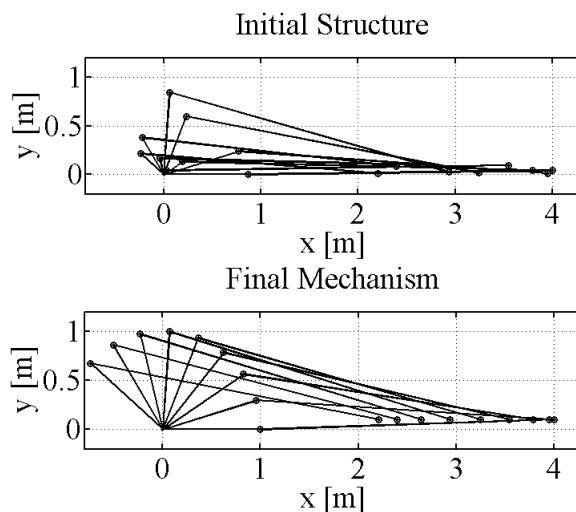 Initial Structure
y [m]
1
0.5
0
0 1 2 3 4
x [m]
Final Mechanism
y [m]
1
0.5
0
0 1 2 3 4
x [m]